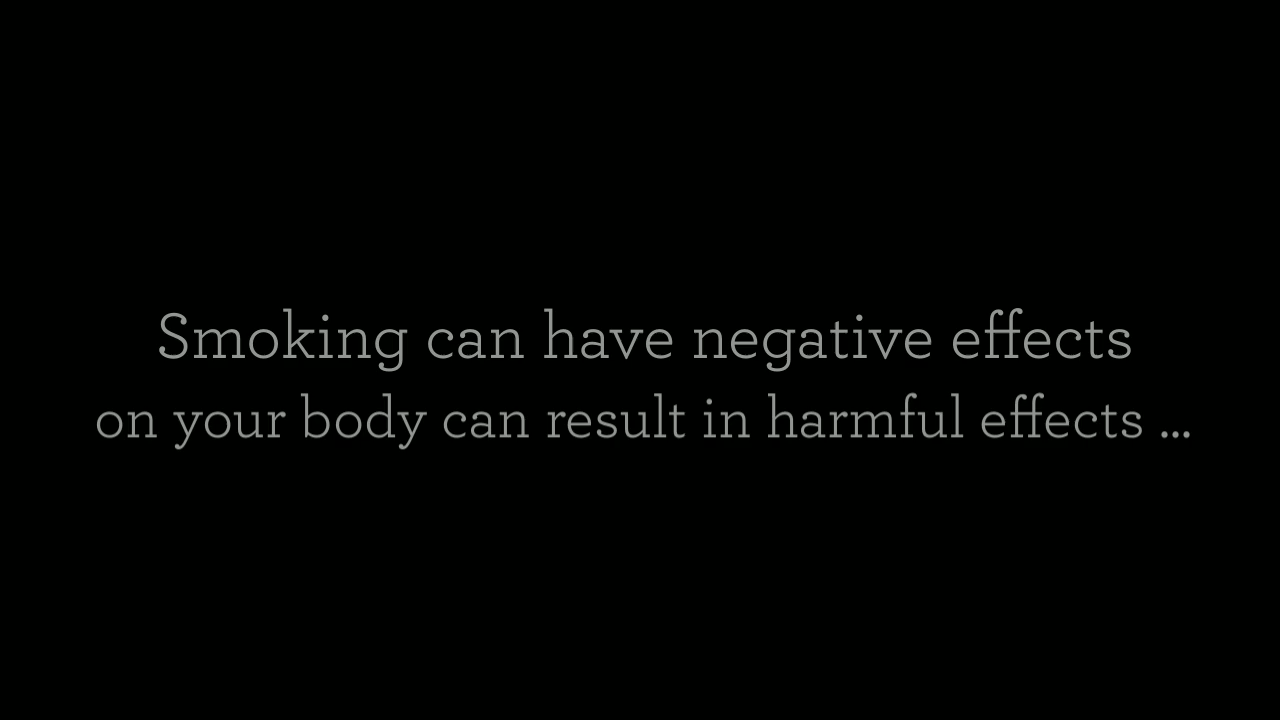 Smoking can have negative effects
on your body can result in harmful effects ...